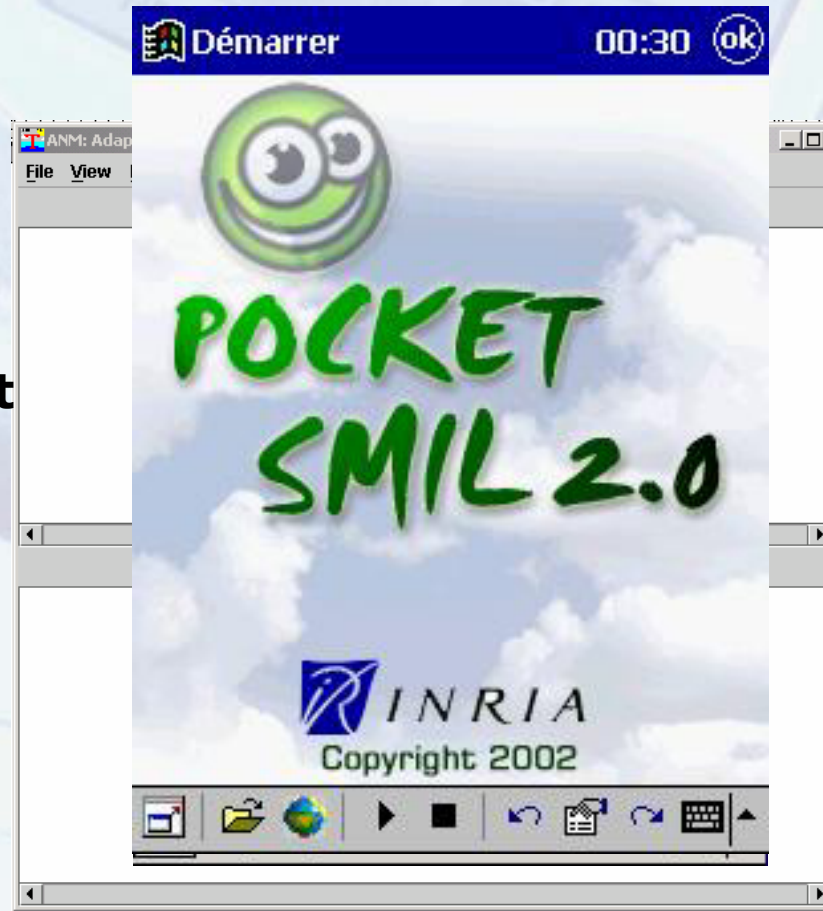 Démarrer 00:30 ok
ANM: Adap
File View
POCKET
t
SMIL 2.0
INRIA
Copyright 2002